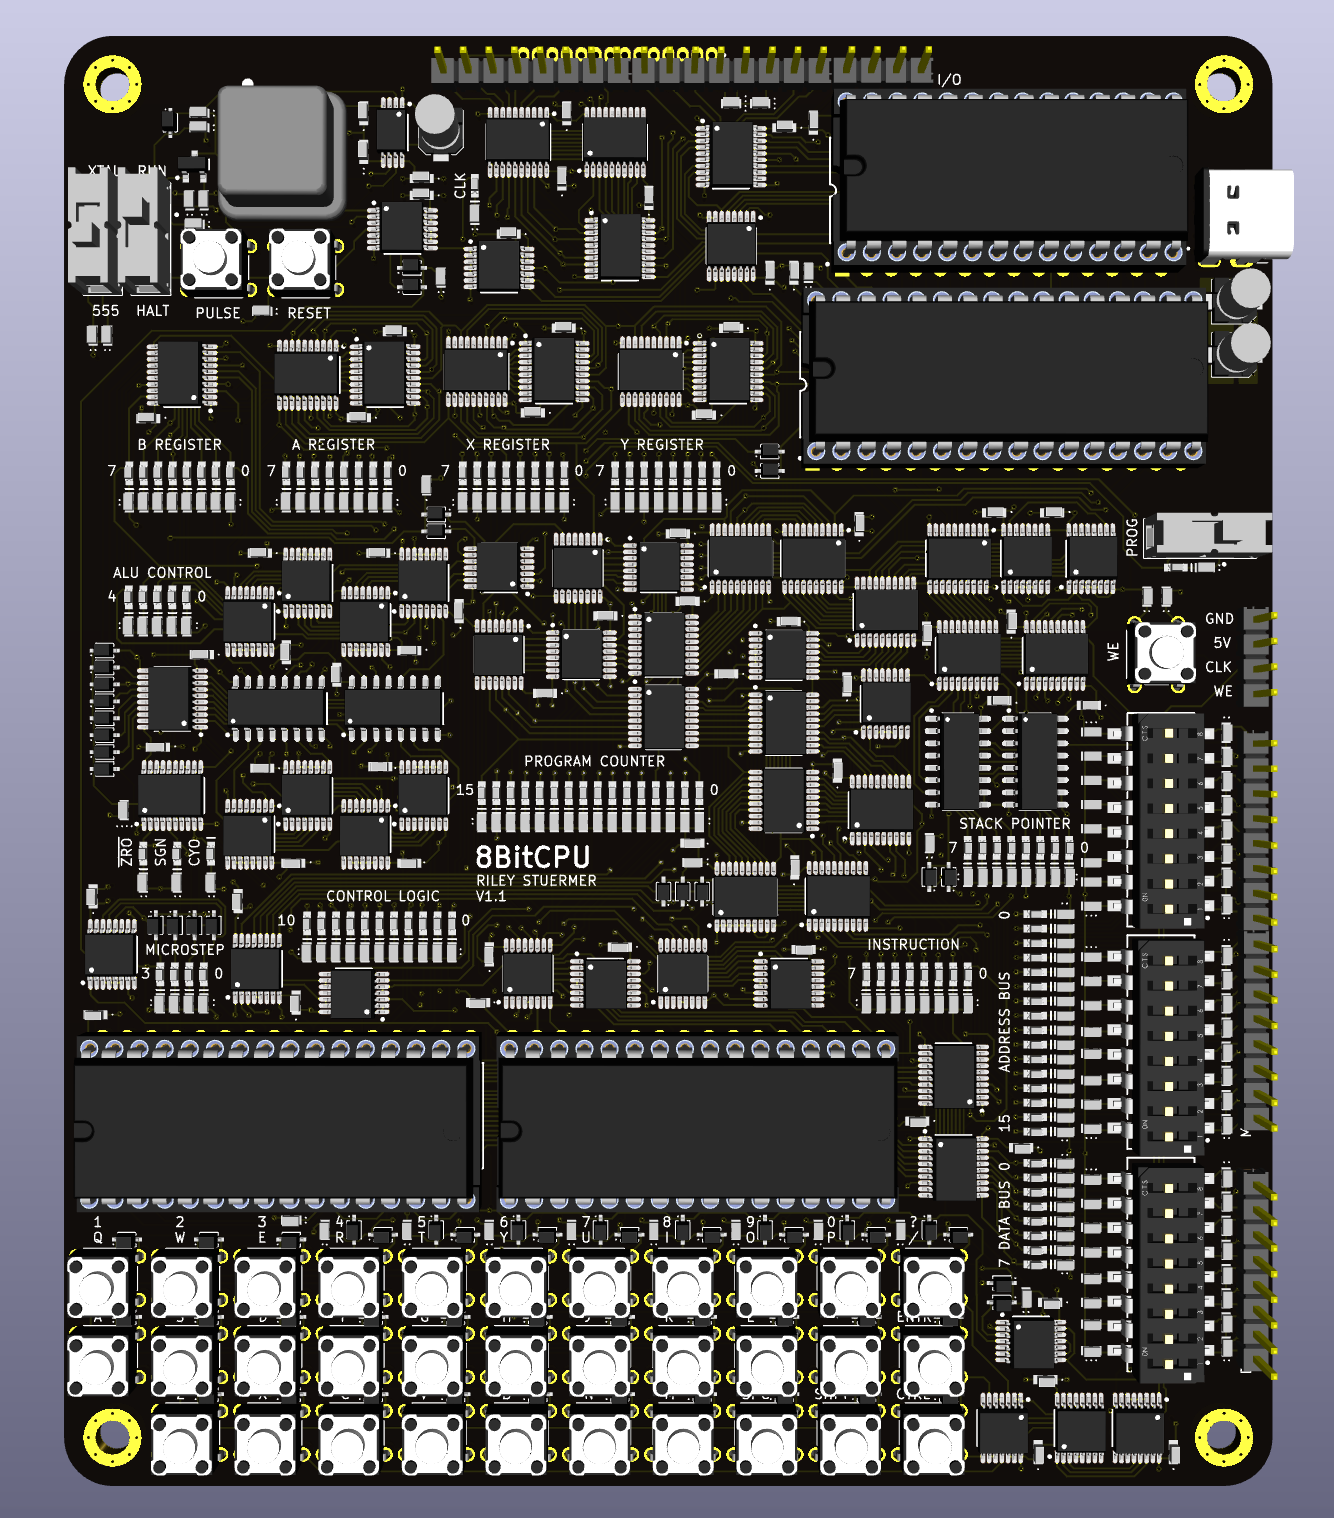 I/O
XTAL RUN
CLK
555 HALT PULSE RESET
B REGISTER A REGISTER X REGISTER Y REGISTER
7 0 7 0 7 0 7 0
PROG
ALU CONTROL
4 0
GND
5V
CLK
WE
WE
PROGRAM COUNTER
15 0
STACK POINTER
7 0
ZRO SGN CYO
8BitCPU
RILEY STUERMER
V1.1
CONTROL LOGIC
10 0
MICROSTEP
3 0
INSTRUCTION
7 0
15 ADDRESS BUS 0
7 DATA BUS 0
1 2 3 4 5 6 7 8 9 0 ?
Q W E R T Y U I O P /